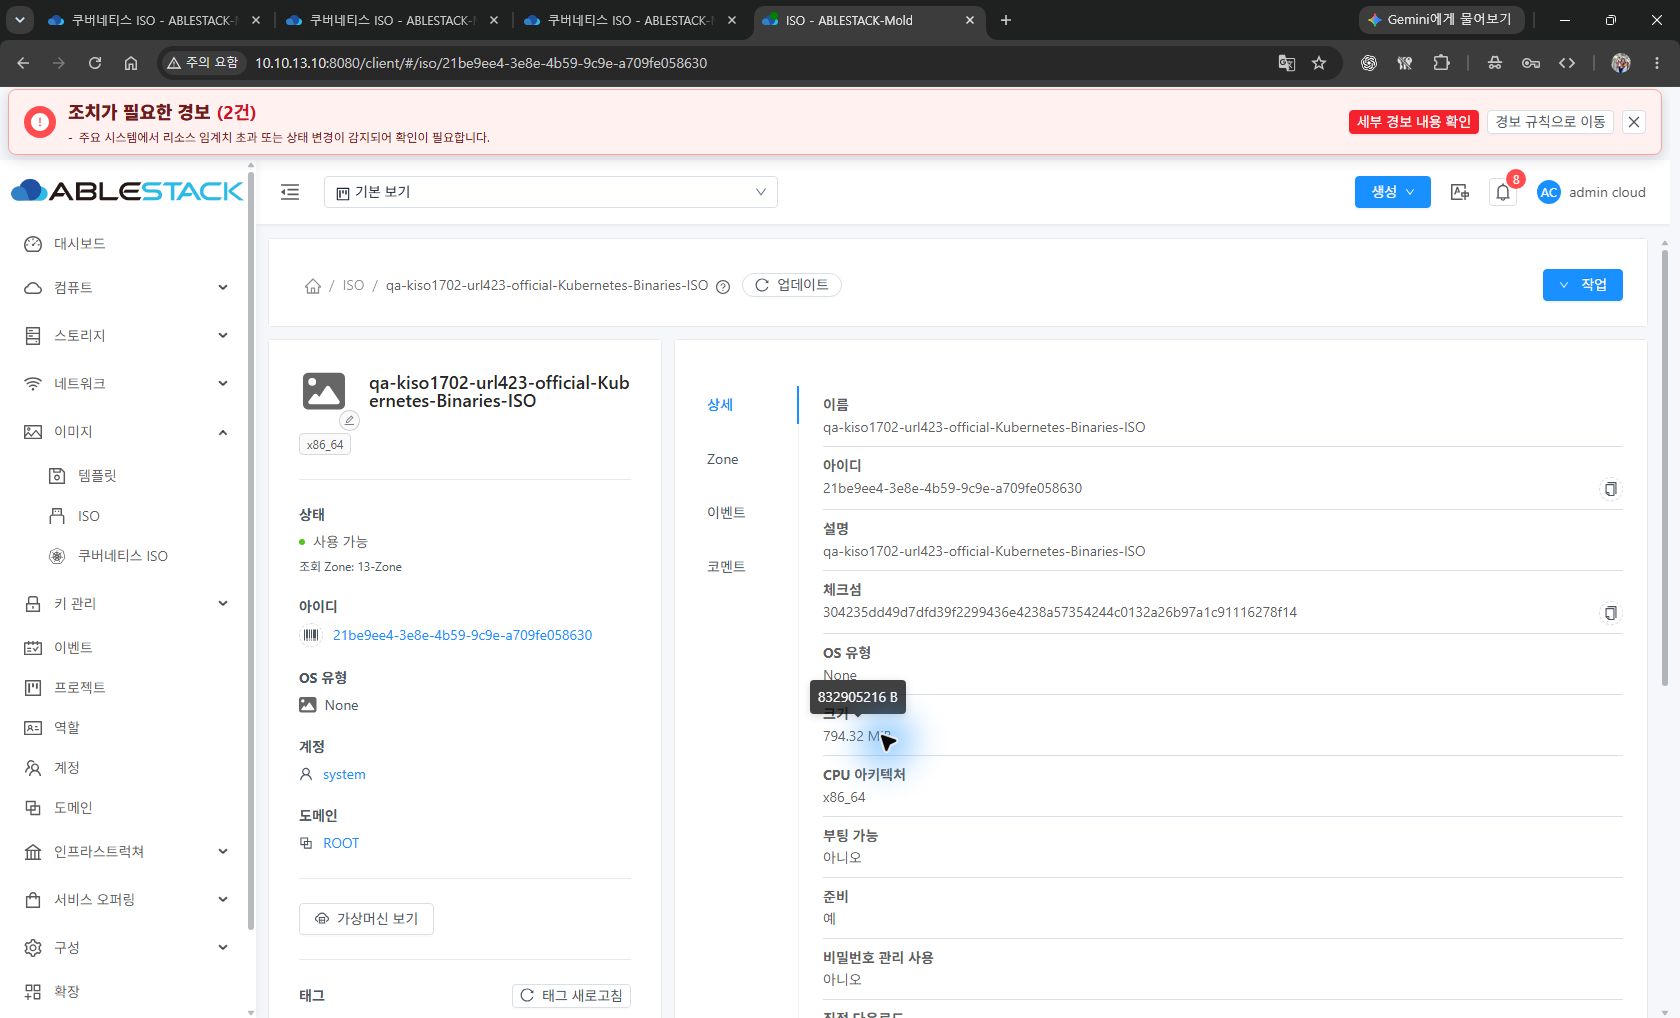 쿠버네티스 ISO - ABLESTACK-
쿠버네티스 ISO - ABLESTACK-
쿠버네티스 ISO - ABLESTACK-
ISO - ABLESTACK-Mold
Gemini에게 물어보기
주의 요함
10.10.13.10:8080/client/#/iso/21be9ee4-3e8e-4b59-9c9e-a709fe058630
조치가 필요한 경보 (2건)
- 주요 시스템에서 리소스 임계치 초과 또는 상태 변경이 감지되어 확인이 필요합니다.
세부 경보 내용 확인
경보 규칙으로 이동
ABLESTACK
기본 보기
생성
8
AC
admin cloud
대시보드
컴퓨트
스토리지
네트워크
이미지
템플릿
ISO
쿠버네티스 ISO
키 관리
이벤트
프로젝트
역할
계정
도메인
인프라스트럭쳐
서비스 오퍼링
구성
확장
/ ISO / qa-kiso1702-url423-official-Kubernetes-Binaries-ISO
업데이트
작업
qa-kiso1702-url423-official-Kub
ernetes-Binaries-ISO
x86_64
상태
사용 가능
조회 Zone: 13-Zone
아이디
21be9ee4-3e8e-4b59-9c9e-a709fe058630
OS 유형
None
계정
system
도메인
ROOT
가상머신 보기
태그
태그 새로고침
상세
Zone
이벤트
코멘트
이름
qa-kiso1702-url423-official-Kubernetes-Binaries-ISO
아이디
21be9ee4-3e8e-4b59-9c9e-a709fe058630
설명
qa-kiso1702-url423-official-Kubernetes-Binaries-ISO
체크섬
304235dd49d7dfd39f2299436e4238a57354244c0132a26b97a1c91116278f14
OS 유형
None
832905216 B
크기
794.32 MiB
CPU 아키텍처
x86_64
부팅 가능
아니오
준비
예
비밀번호 관리 사용
아니오
직접 다운로드